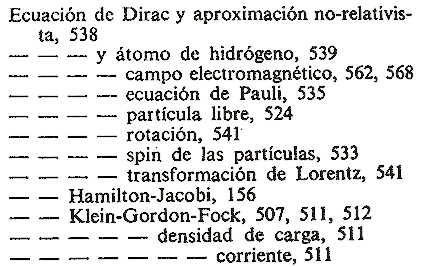 Ecuación de Dirac y aproximación no-relativis-
ta, 538
— — — y átomo de hidrógeno, 539
— — — — campo electromagnético, 562, 568
— — — — ecuación de Pauli, 535
— — — — partícula libre, 524
— — — — rotación, 541
— — — — spin de las partículas, 533
— — — — transformación de Lorentz, 541
— — Hamilton-Jacobi, 156
— — Klein-Gordon-Fock, 507, 511, 512
— — — — — densidad de carga, 511
— — — — — — — corriente, 511